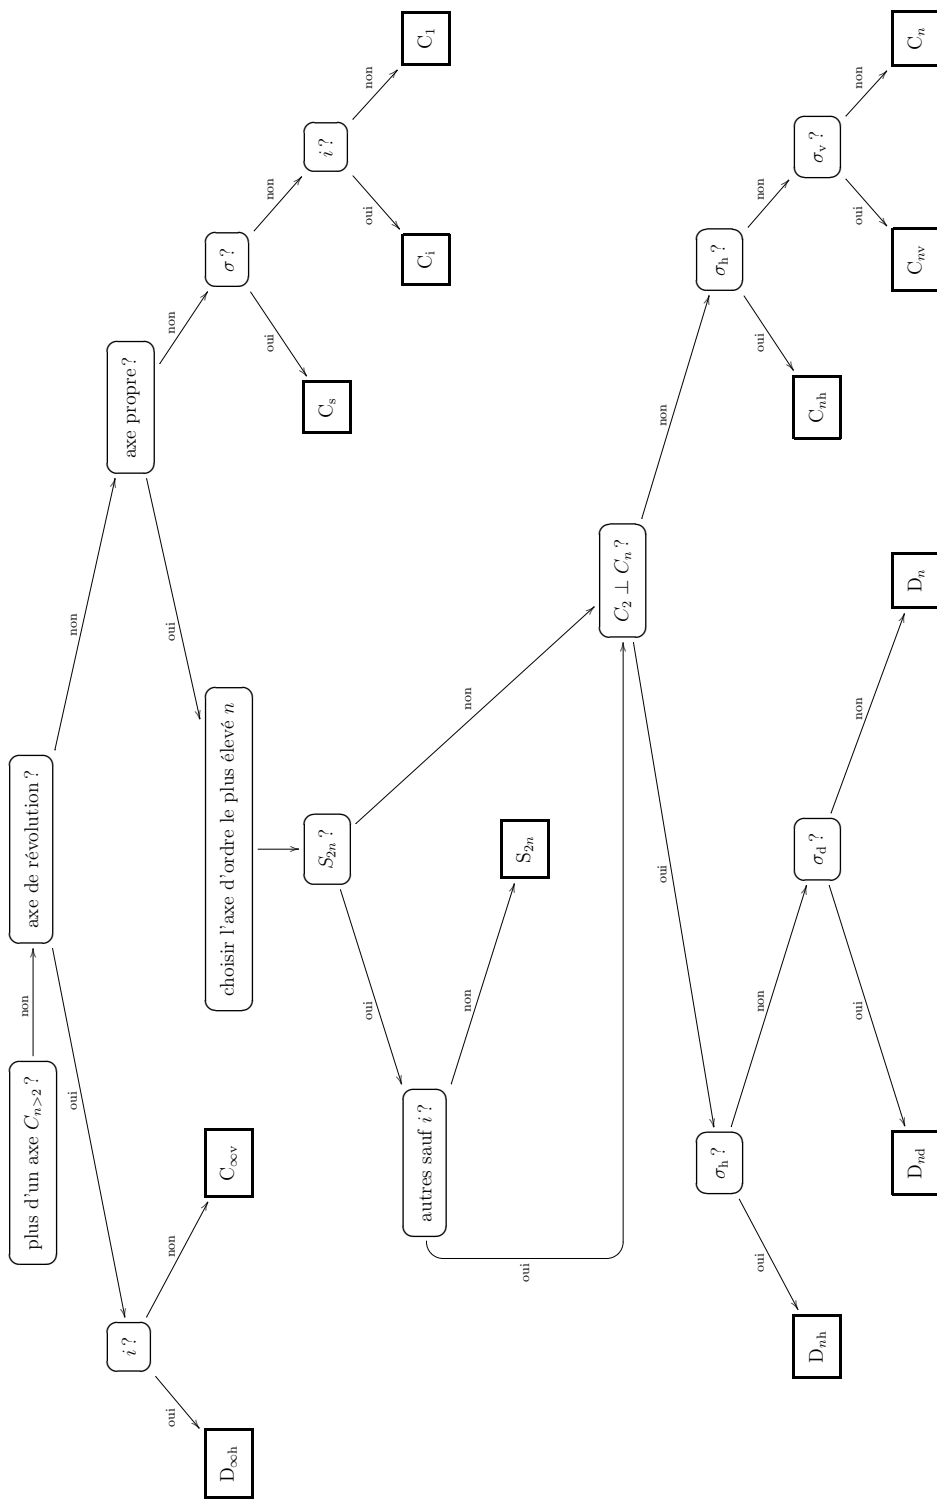 plus d'un axe Cₙ>₂ ?
non
axe de révolution ?
oui
non
i ?
oui
non
D∞h
C∞v
axe propre ?
oui
non
σ ?
oui
non
Cs
i ?
oui
non
Ci
C₁
choisir l'axe d'ordre le plus élevé n
S₂ₙ ?
oui
non
autres sauf i ?
oui
non
S₂ₙ
C₂ ⊥ Cₙ ?
oui
non
σh ?
oui
non
Dₙh
σd ?
oui
non
Dₙd
Dₙ
σh ?
oui
non
Cₙh
σv ?
oui
non
Cₙv
Cₙ